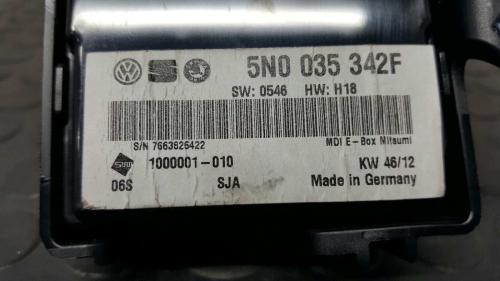 5N0 035 342F
SW: 0546 HW: H18
S/N 7663826422
MDI E-Box Mitsumi
1000001-010
KW 46/12
06S
SJA
Made in Germany